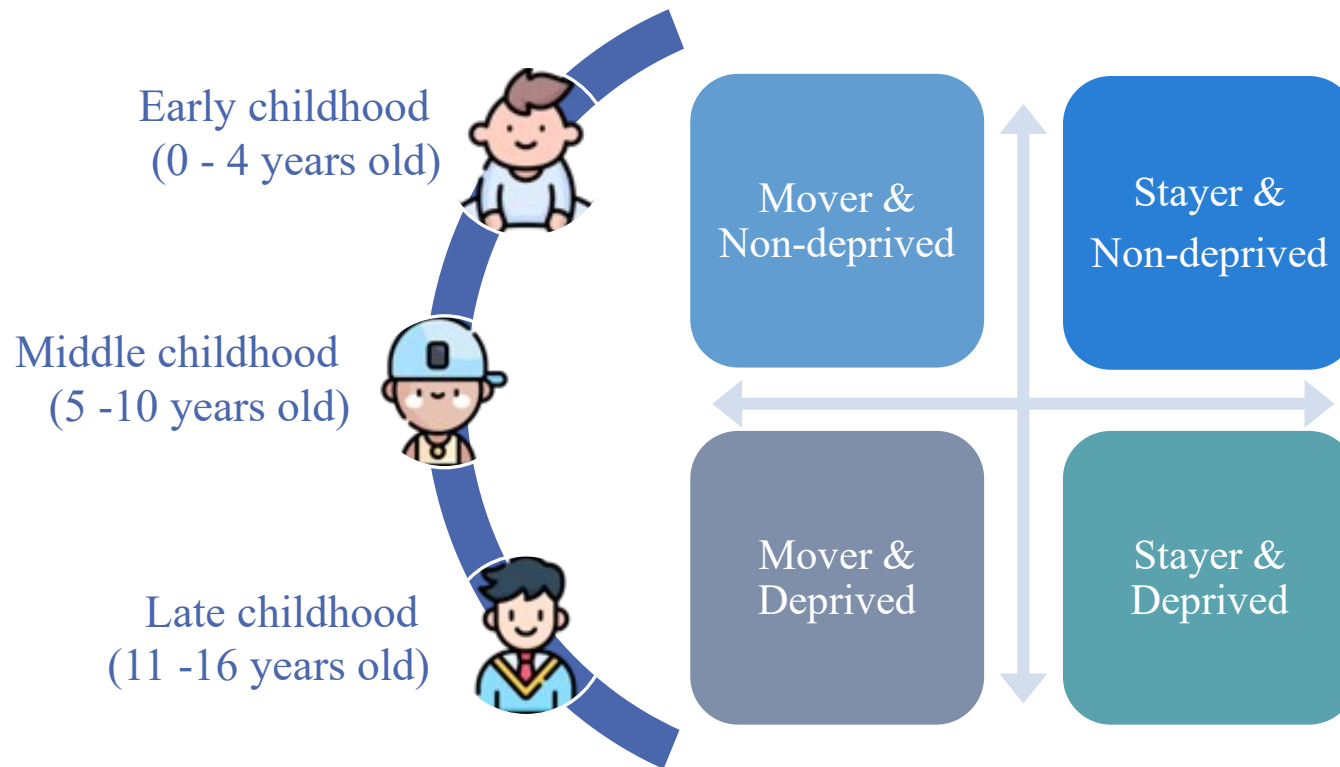 Early childhood
(0 - 4 years old)
Middle childhood
(5 -10 years old)
Late childhood
(11 -16 years old)
Mover &
Non-deprived
Stayer &
Non-deprived
Mover &
Deprived
Stayer &
Deprived